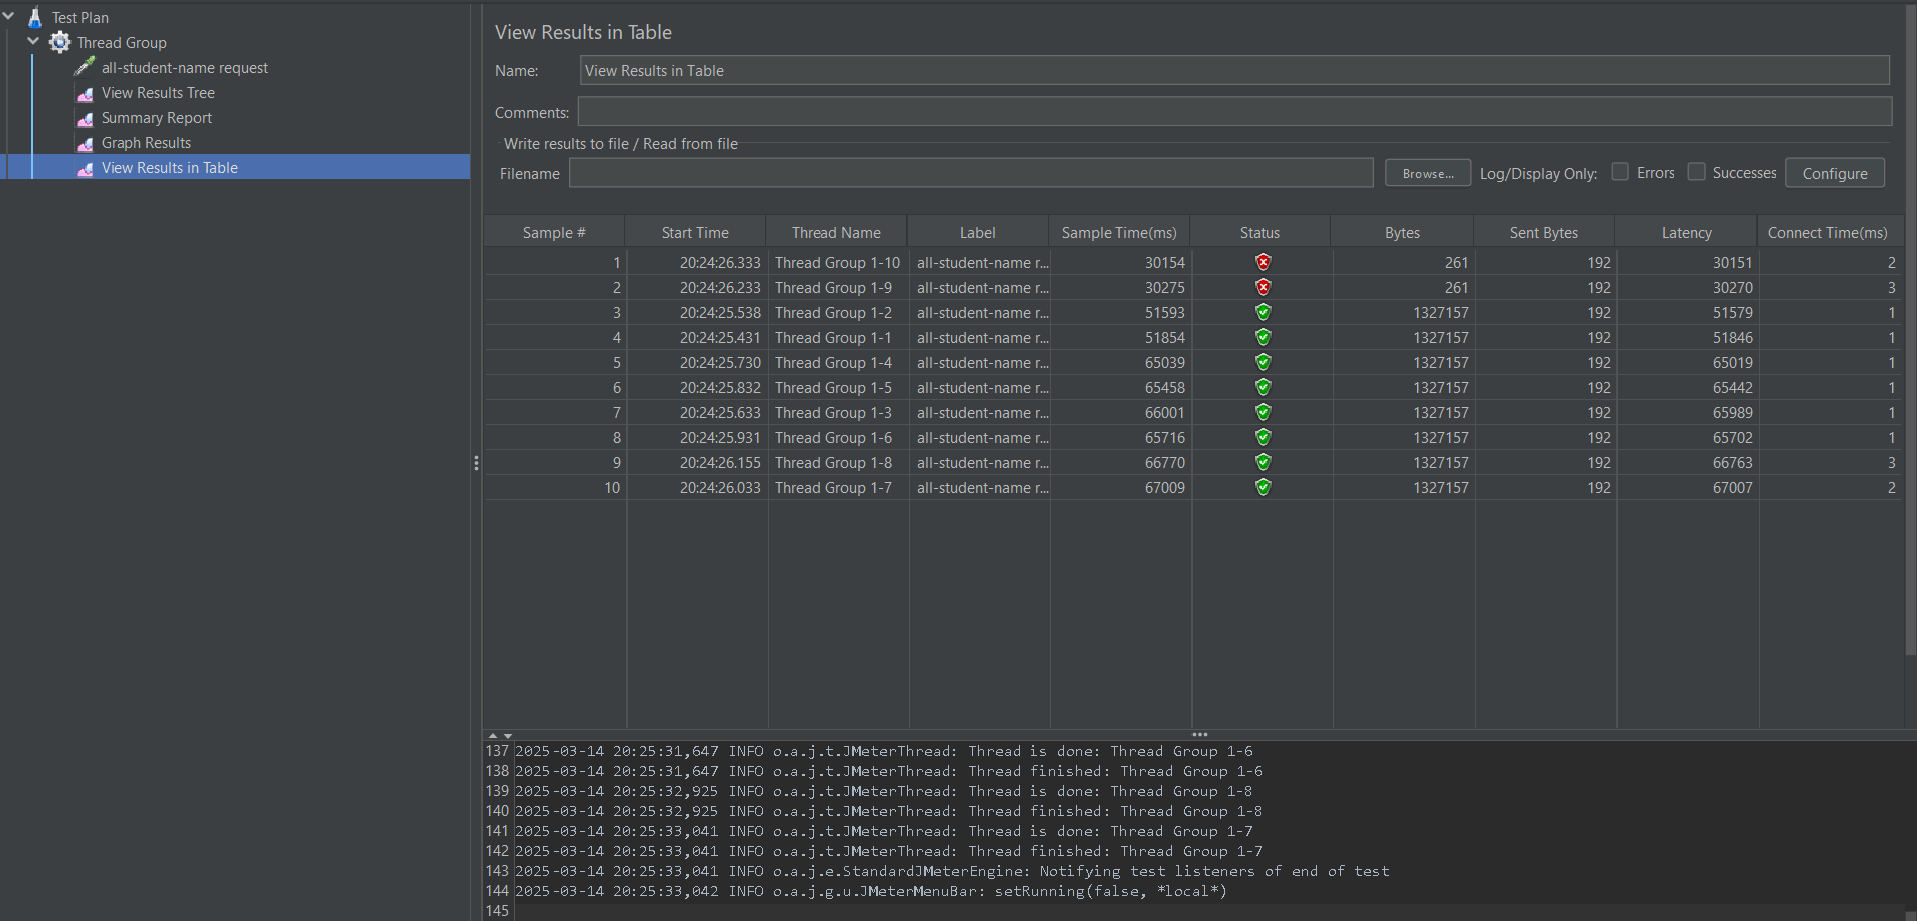 Test Plan
Thread Group
all-student-name request
View Results Tree
Summary Report
Graph Results
View Results in Table
View Results in Table
Name: View Results in Table
Comments:
Write results to file / Read from file
Filename Browse... Log/Display Only: Errors Successes Configure
Sample # Start Time Thread Name Label Sample Time(ms) Status Bytes Sent Bytes Latency Connect Time(ms)
1 20:24:26.333 Thread Group 1-10 all-student-name r... 30154 261 192 30151 2
2 20:24:26.233 Thread Group 1-9 all-student-name r... 30275 261 192 30270 3
3 20:24:25.538 Thread Group 1-2 all-student-name r... 51593 1327157 192 51579 1
4 20:24:25.431 Thread Group 1-1 all-student-name r... 51854 1327157 192 51846 1
5 20:24:25.730 Thread Group 1-4 all-student-name r... 65039 1327157 192 65019 1
6 20:24:25.832 Thread Group 1-5 all-student-name r... 65458 1327157 192 65442 1
7 20:24:25.633 Thread Group 1-3 all-student-name r... 66001 1327157 192 65989 1
8 20:24:25.931 Thread Group 1-6 all-student-name r... 65716 1327157 192 65702 1
9 20:24:26.155 Thread Group 1-8 all-student-name r... 66770 1327157 192 66763 3
10 20:24:26.033 Thread Group 1-7 all-student-name r... 67009 1327157 192 67007 2
137 2025-03-14 20:25:31,647 INFO o.a.j.t.JMeterThread: Thread is done: Thread Group 1-6
138 2025-03-14 20:25:31,647 INFO o.a.j.t.JMeterThread: Thread finished: Thread Group 1-6
139 2025-03-14 20:25:32,925 INFO o.a.j.t.JMeterThread: Thread is done: Thread Group 1-8
140 2025-03-14 20:25:32,925 INFO o.a.j.t.JMeterThread: Thread finished: Thread Group 1-8
141 2025-03-14 20:25:33,041 INFO o.a.j.t.JMeterThread: Thread is done: Thread Group 1-7
142 2025-03-14 20:25:33,041 INFO o.a.j.t.JMeterThread: Thread finished: Thread Group 1-7
143 2025-03-14 20:25:33,041 INFO o.a.j.e.StandardJMeterEngine: Notifying test listeners of end of test
144 2025-03-14 20:25:33,042 INFO o.a.j.g.u.JMeterMenuBar: setRunning(false, *local*)
145